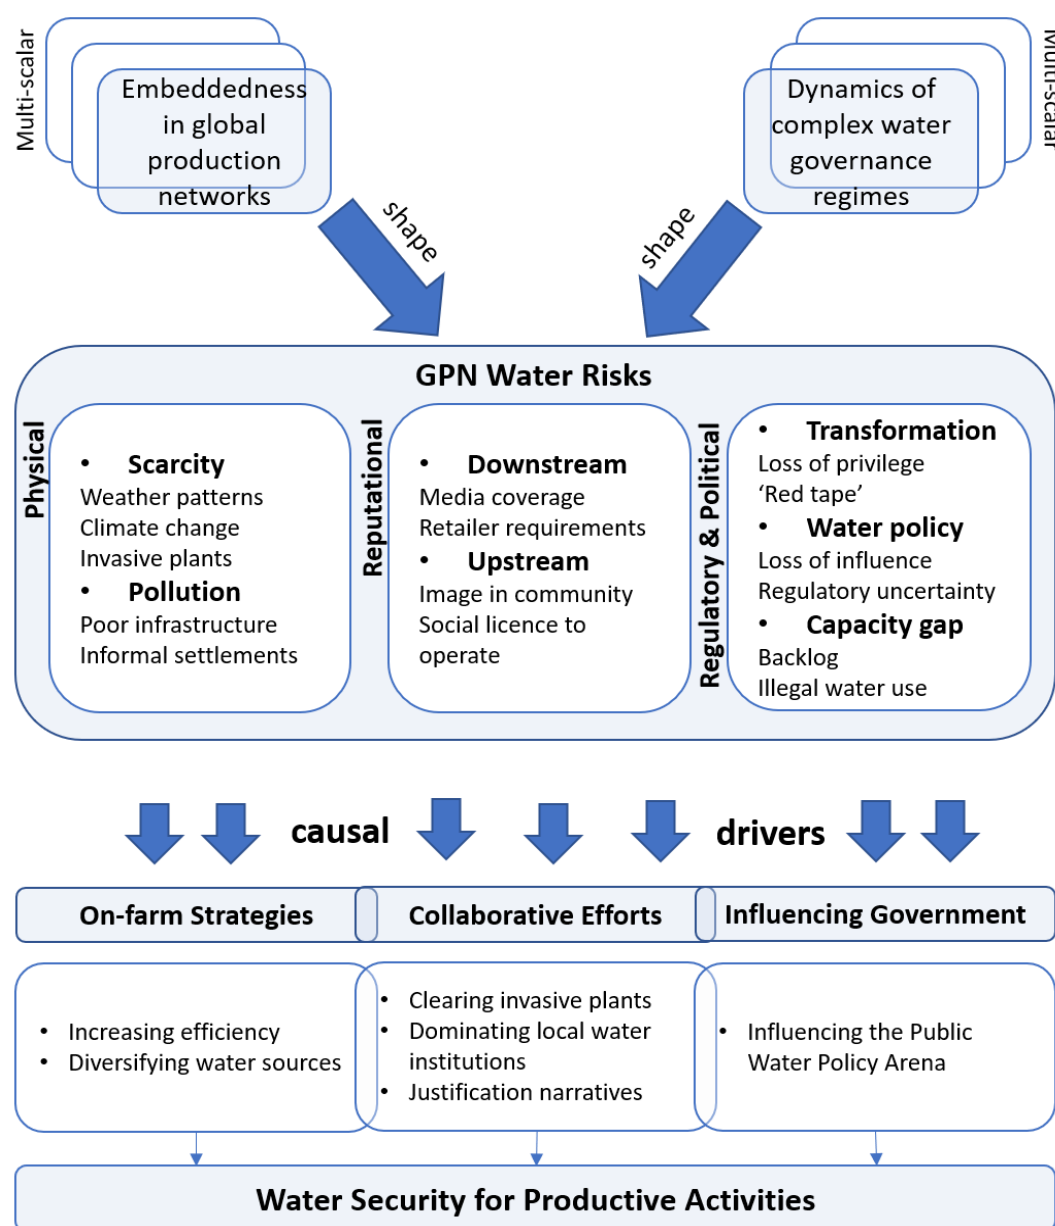 Multi-scalar
Embeddedness
in global
production
networks
Multi-scalar
Dynamics of
complex water
governance
regimes
shape
shape
GPN Water Risks
Physical
• Scarcity
Weather patterns
Climate change
Invasive plants
• Pollution
Poor infrastructure
Informal settlements
Reputational
• Downstream
Media coverage
Retailer requirements
• Upstream
Image in community
Social licence to
operate
Regulatory & Political
• Transformation
Loss of privilege
‘Red tape’
• Water policy
Loss of influence
Regulatory uncertainty
• Capacity gap
Backlog
Illegal water use
causal drivers
On-farm Strategies
Collaborative Efforts
Influencing Government
• Increasing efficiency
• Diversifying water sources
• Clearing invasive plants
• Dominating local water
institutions
• Justification narratives
• Influencing the Public
Water Policy Arena
Water Security for Productive Activities